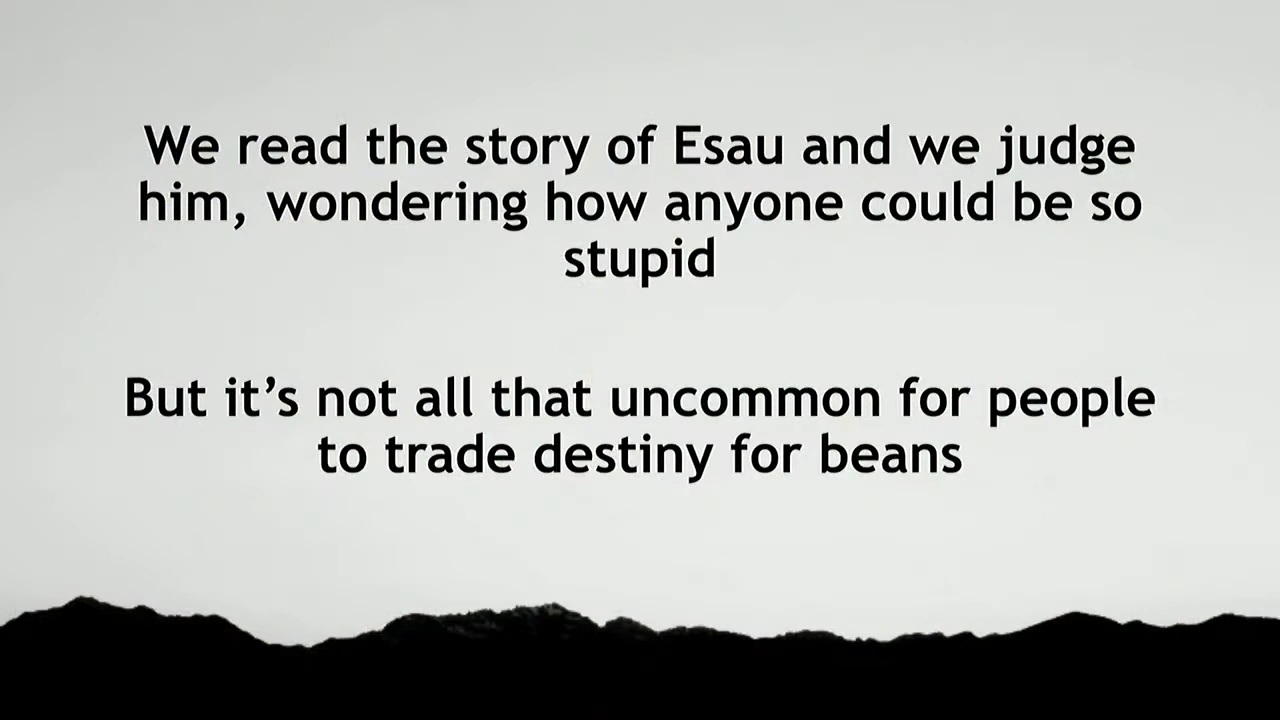 We read the story of Esau and we judge
him, wondering how anyone could be so
stupid
But it’s not all that uncommon for people
to trade destiny for beans